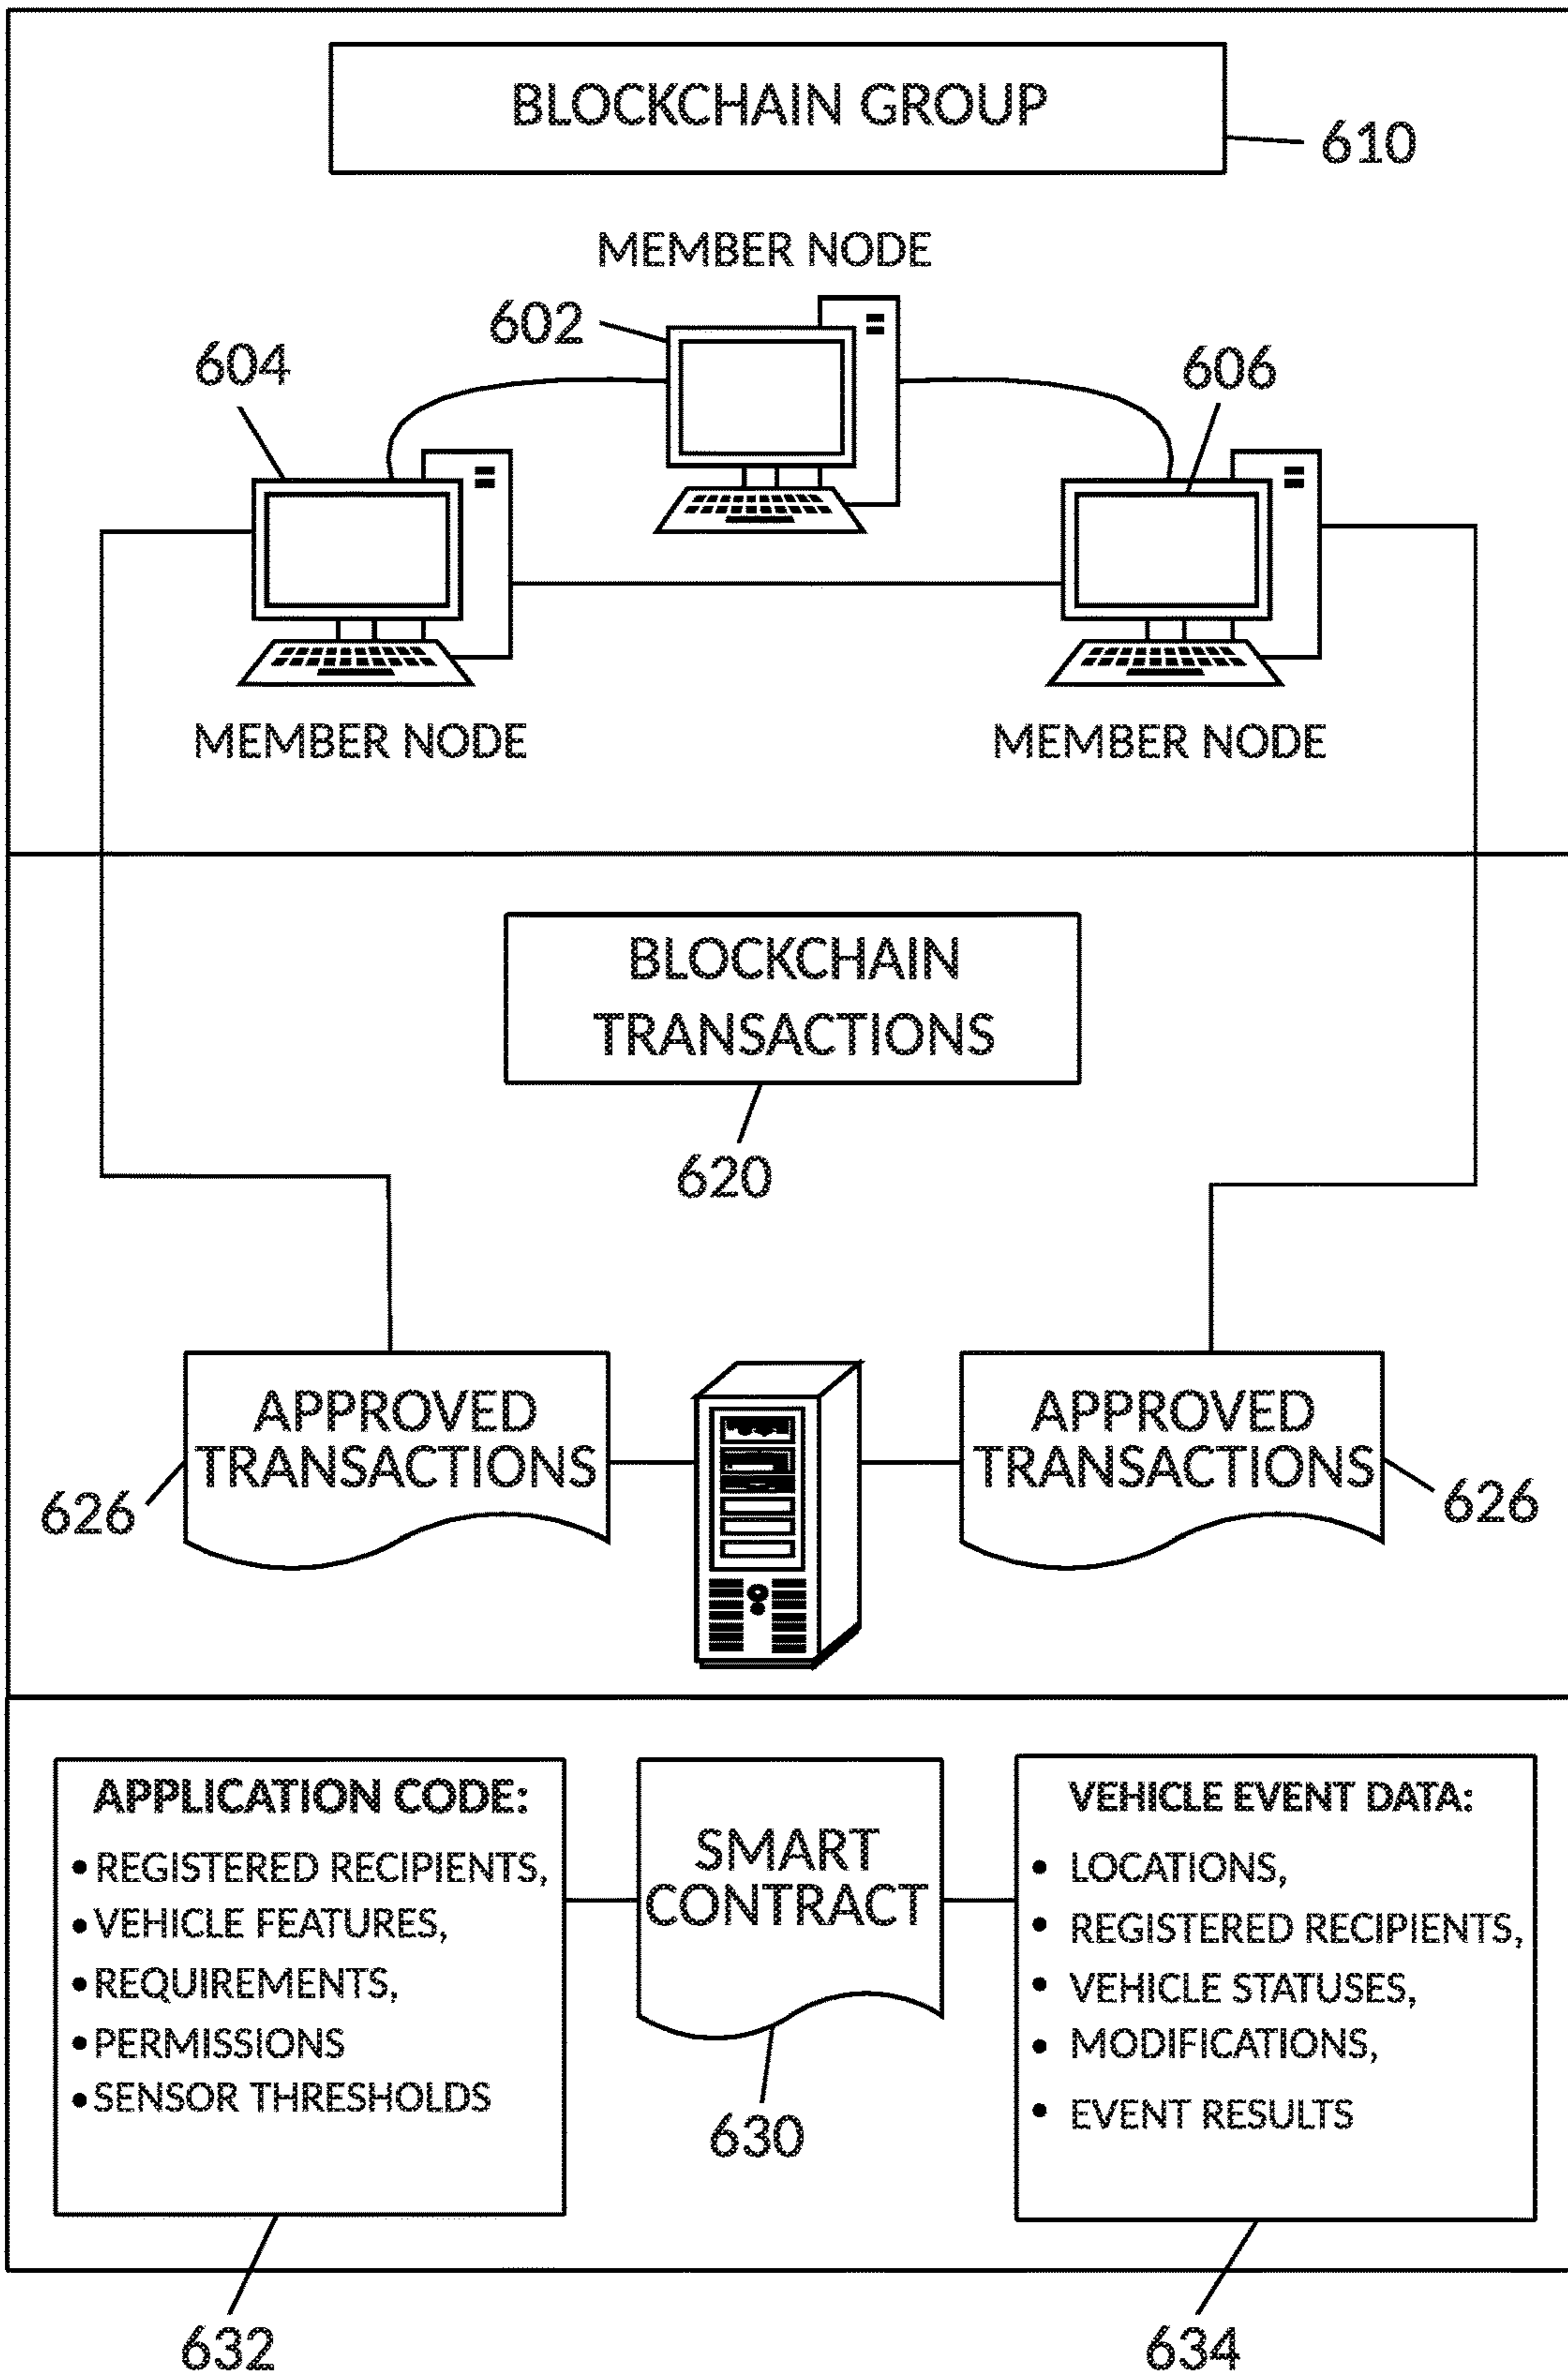 BLOCKCHAIN GROUP
610
MEMBER NODE
602
604
606
MEMBER NODE
MEMBER NODE
BLOCKCHAIN
TRANSACTIONS
620
APPROVED
TRANSACTIONS
626
APPROVED
TRANSACTIONS
626
APPLICATION CODE:
• REGISTERED RECIPIENTS,
• VEHICLE FEATURES,
• REQUIREMENTS,
• PERMISSIONS
• SENSOR THRESHOLDS
632
SMART
CONTRACT
630
VEHICLE EVENT DATA:
• LOCATIONS,
• REGISTERED RECIPIENTS,
• VEHICLE STATUSES,
• MODIFICATIONS,
• EVENT RESULTS
634